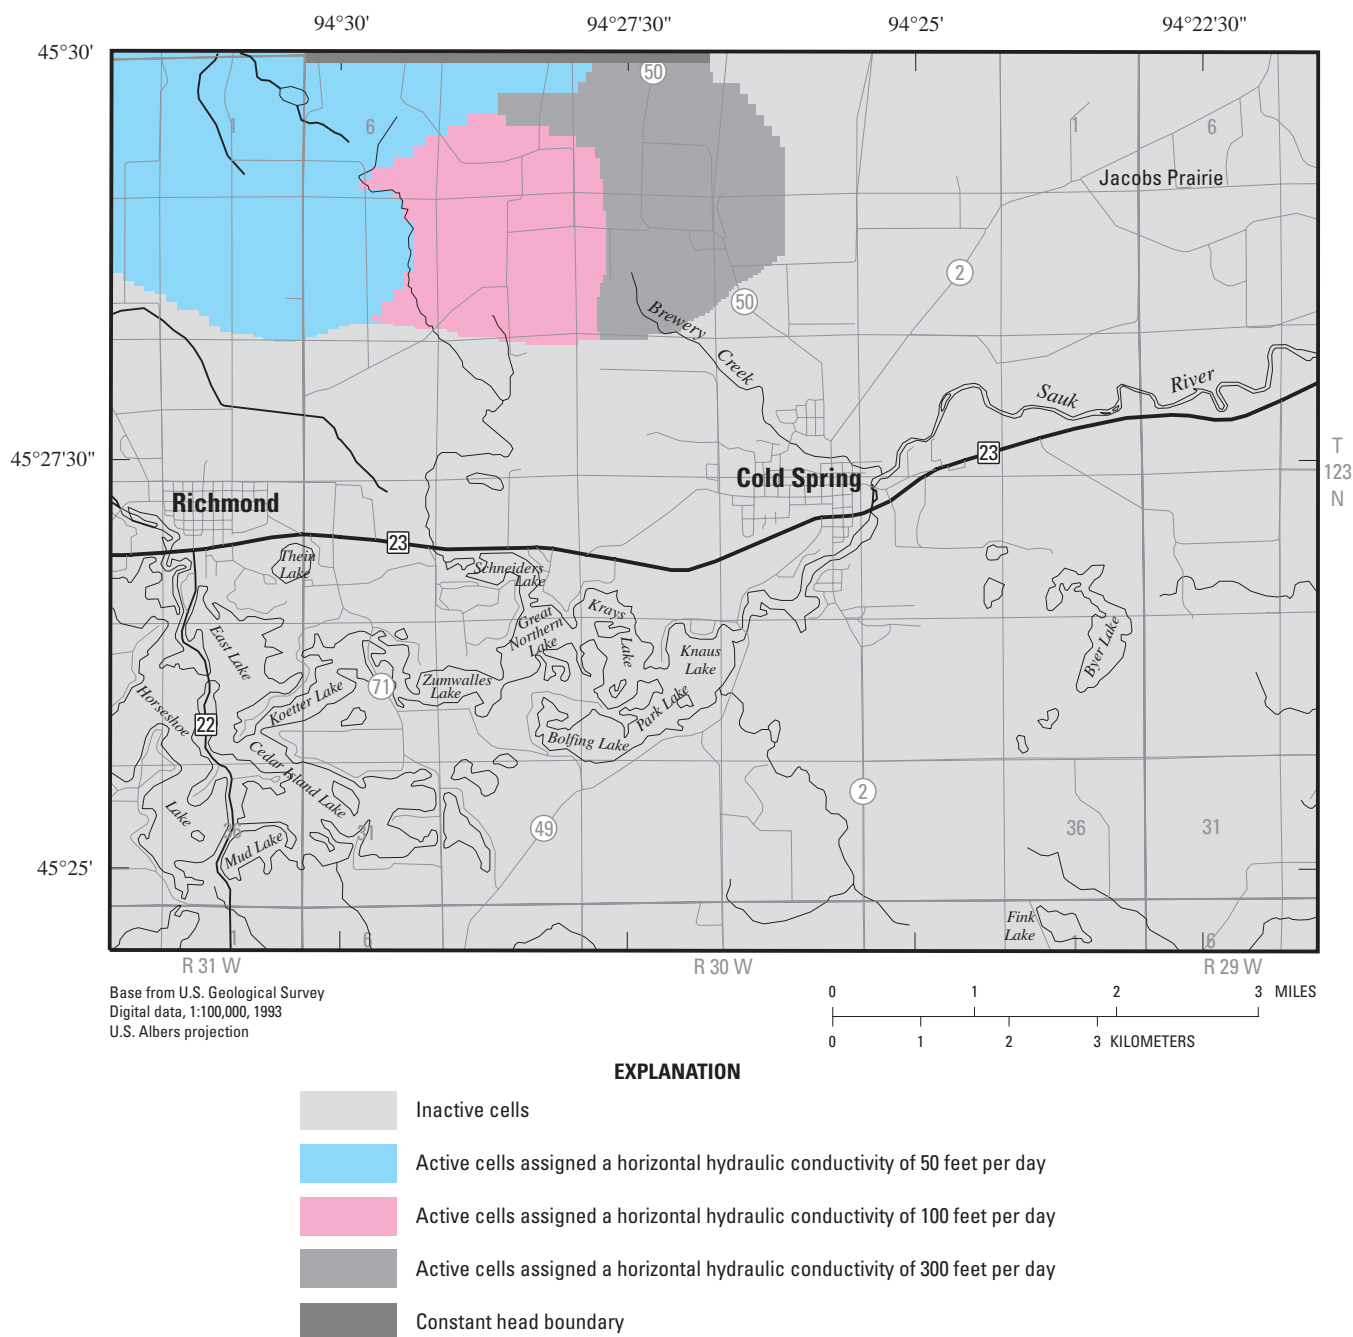 94°30'
94°27'30"
94°25'
94°22'30"
45°30'
50
1
6
1
6
Jacobs Prairie
2
50
Brewery
Creek
Sauk
River
45°27'30"
T
123
N
23
Cold Spring
Richmond
23
Thein
Lake
Schneiders
Lake
Great
Northern
Lake
Krays
Lake
Knaus
Lake
Byer Lake
East Lake
Zumwalles
Lake
71
Koetter Lake
Horseshoe
Lake
22
Park Lake
Bolfing Lake
Cedar Island Lake
2
49
36
31
36
31
Mud Lake
45°25'
Fink
Lake
1
6
1
6
R 31 W
R 30 W
R 29 W
Base from U.S. Geological Survey
Digital data, 1:100,000, 1993
U.S. Albers projection
0 1 2 3 MILES
0 1 2 3 KILOMETERS
EXPLANATION
Inactive cells
Active cells assigned a horizontal hydraulic conductivity of 50 feet per day
Active cells assigned a horizontal hydraulic conductivity of 100 feet per day
Active cells assigned a horizontal hydraulic conductivity of 300 feet per day
Constant head boundary